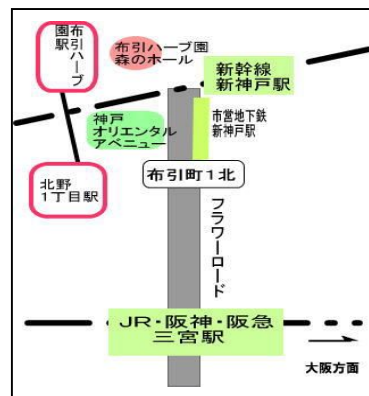 布引ハーブ
園駅
布引ハーブ園
森のホール
新幹線
新神戸駅
市営地下鉄
新神戸駅
神戸
オリエンタル
アベニュー
布引町1北
北野
1丁目駅
フラワーロード
JR・阪神・阪急
三宮駅
大阪方面